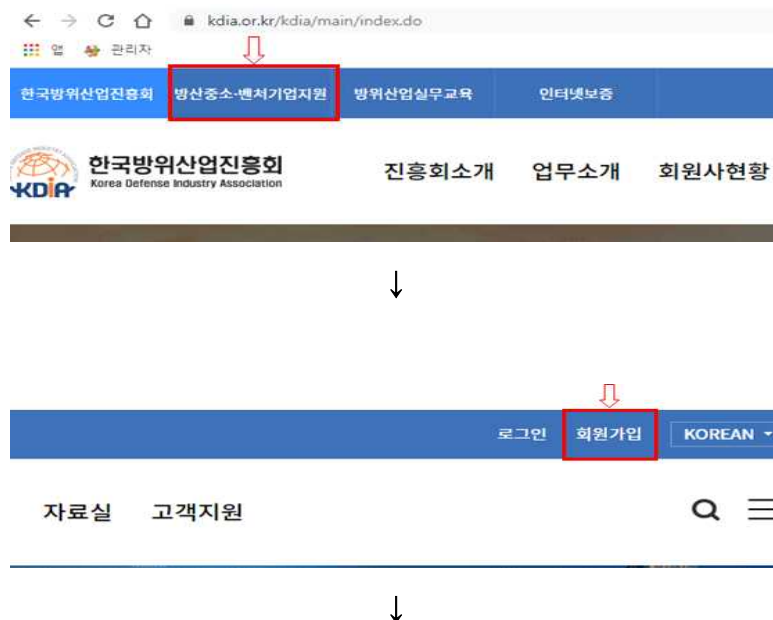 kdia.or.kr/kdia/main/index.do
앱 관리자
한국방위산업진흥회 방산중소·벤처기업지원 방위산업실무교육 인터넷보증
한국방위산업진흥회 진흥회소개 업무소개 회원사현황
KDIA Korea Defense Industry Association
↓
로그인 회원가입 KOREAN
자료실 고객지원
↓